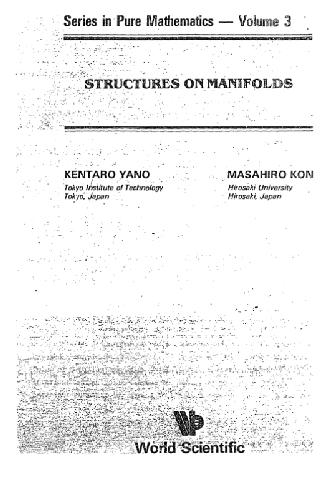 Series in Pure Mathematics — Volume 3
STRUCTURES ON MANIFOLDS
KENTARO YANO
Tokyo Institute of Technology
Tokyo, Japan
MASAHIRO KON
Hirosaki University
Hirosaki, Japan
World Scientific